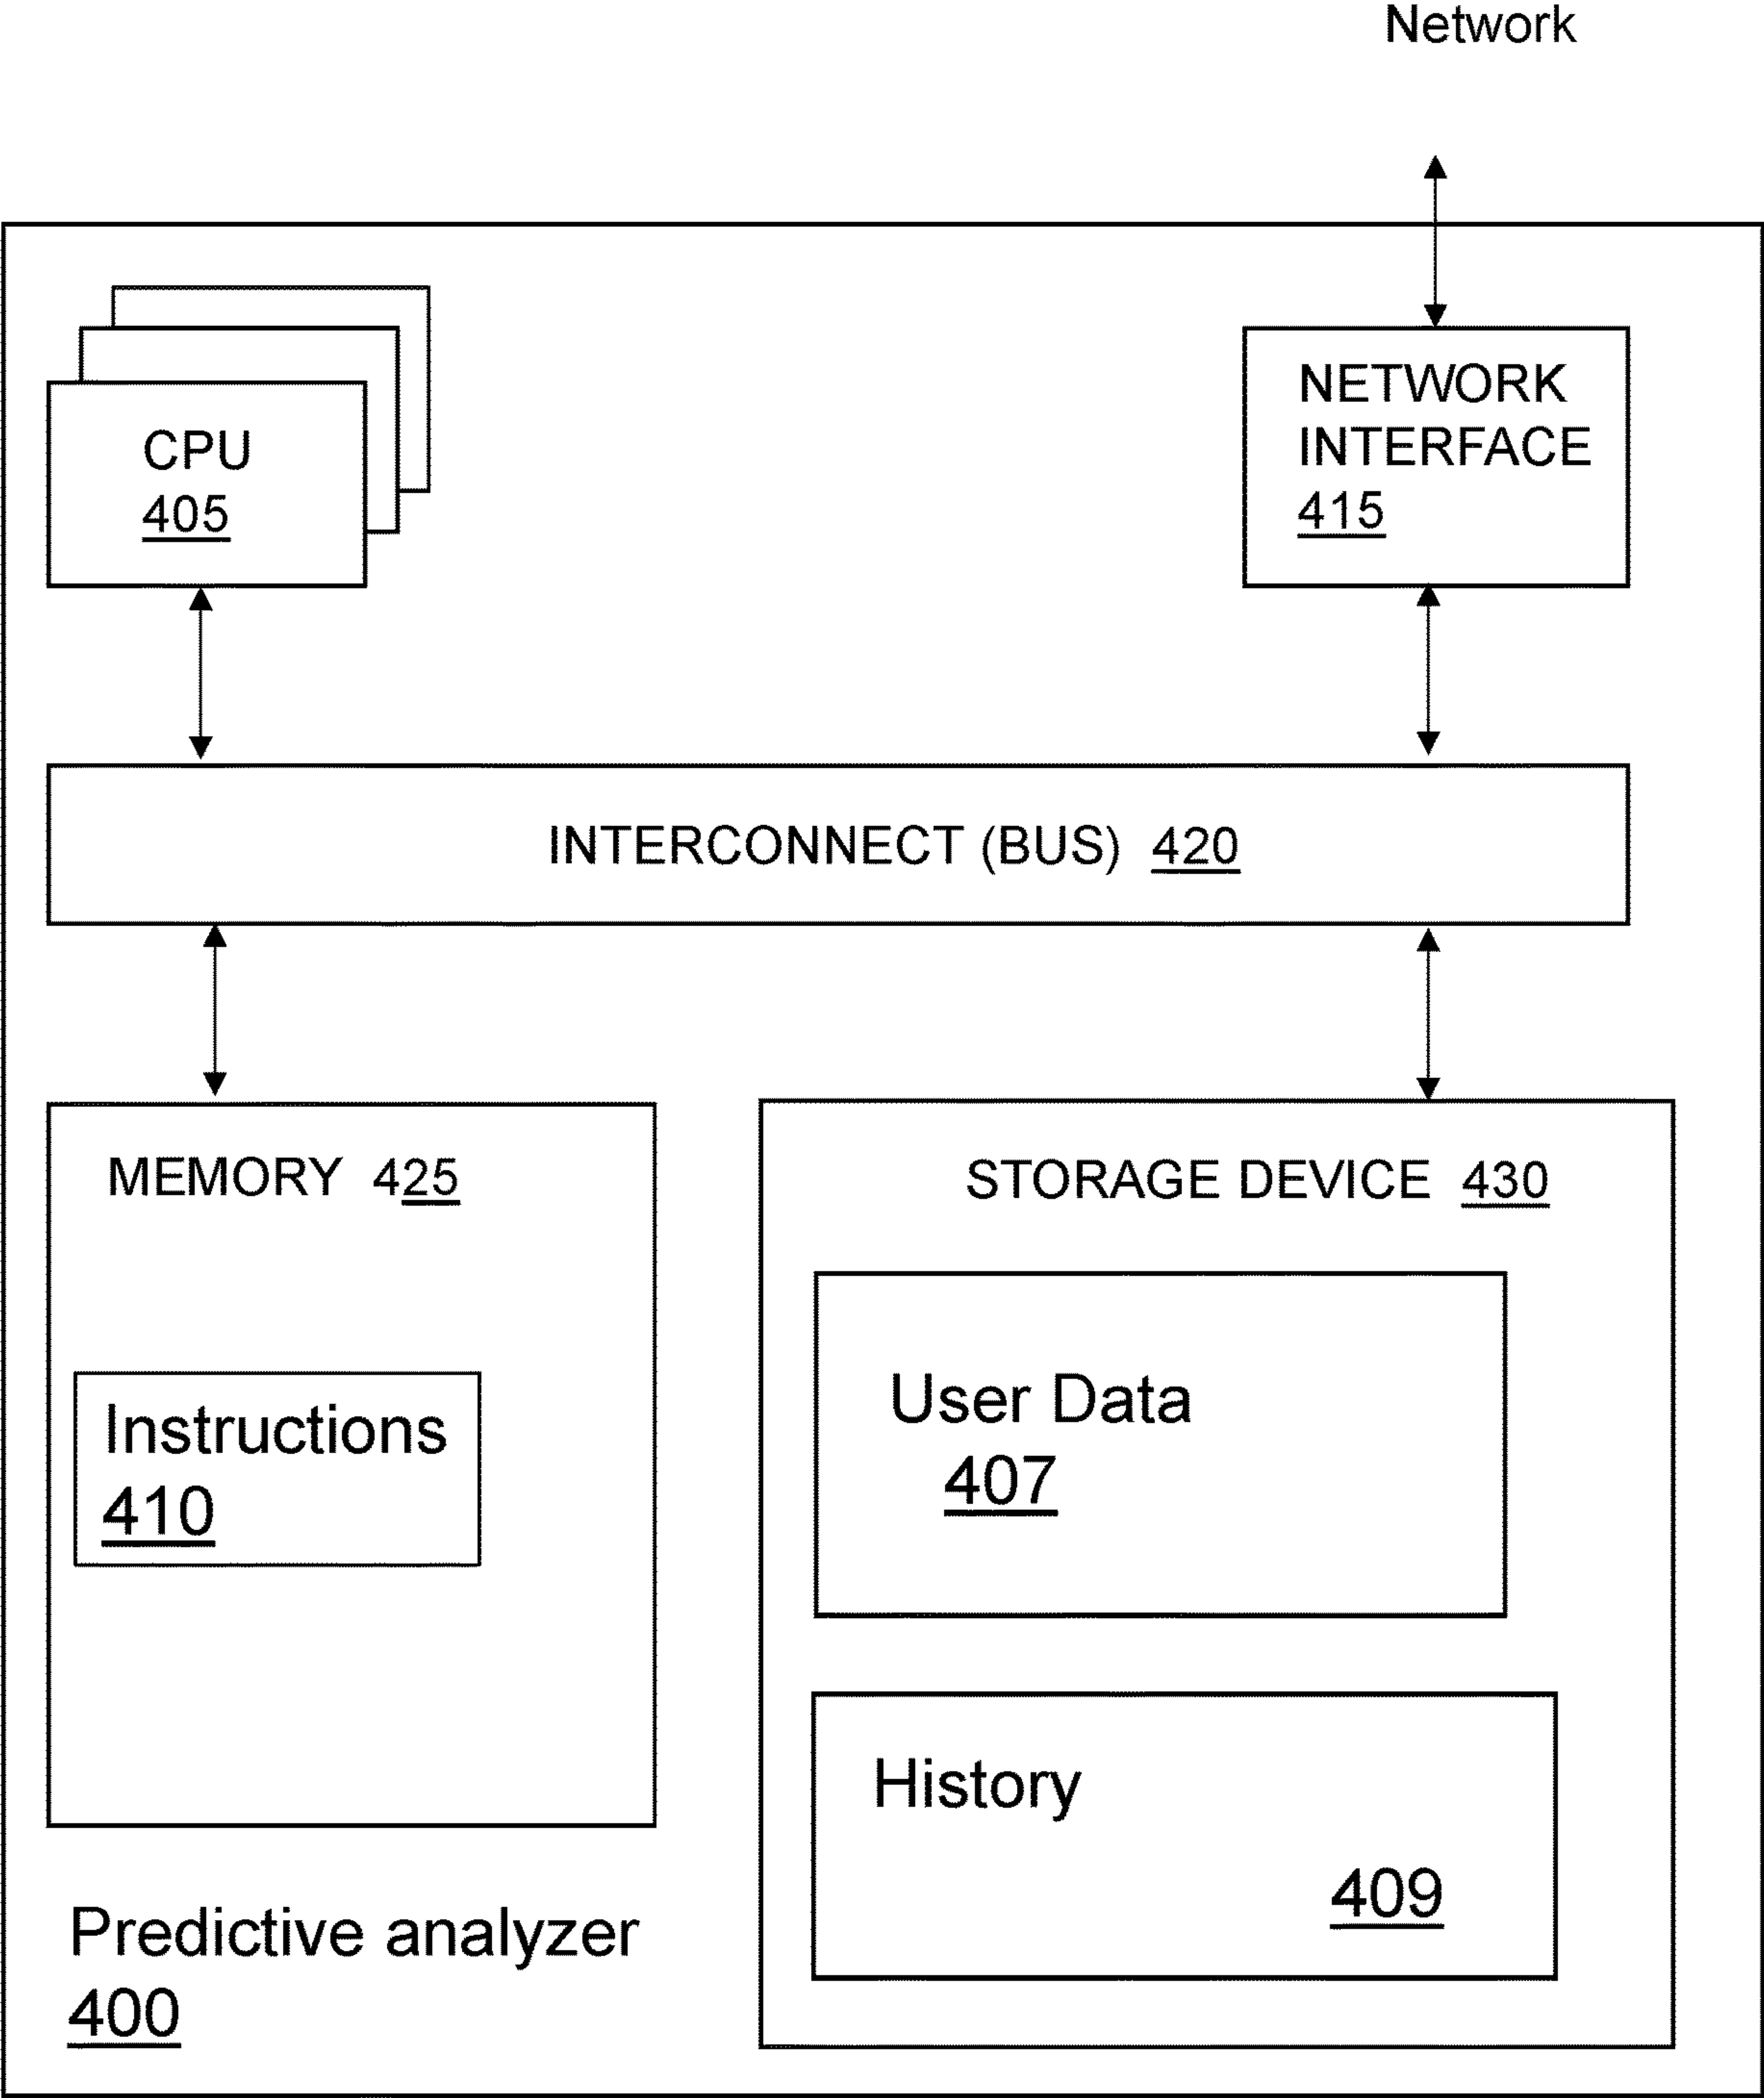 Network
CPU
405
NETWORK
INTERFACE
415
INTERCONNECT (BUS) 420
MEMORY 425
STORAGE DEVICE 430
Instructions
410
User Data
407
History
409
Predictive analyzer
400